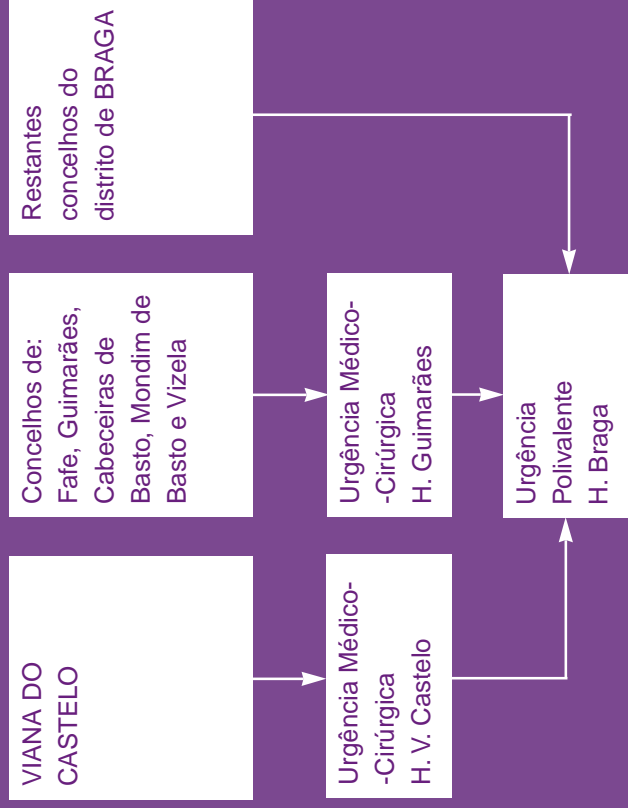 VIANA DO
CASTELO
Concelhos de:
Fafe, Guimarães,
Cabeceiras de
Basto, Mondim de
Basto e Vizela
Restantes
concelhos do
distrito de BRAGA
Urgência Médico-
-Cirúrgica
H. V. Castelo
Urgência Médico-
-Cirúrgica
H. Guimarães
Urgência
Polivalente
H. Braga